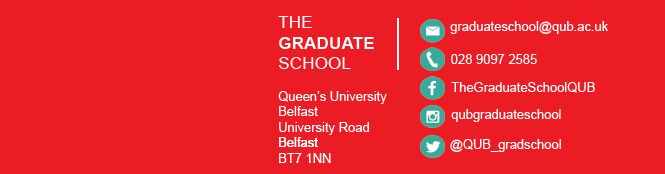 THE
GRADUATE
SCHOOL
Queen's University
Belfast
University Road
Belfast
BT7 1NN
graduateschool@qub.ac.uk
028 9097 2585
TheGraduateSchoolQUB
qubgraduateschool
@QUB_gradschool